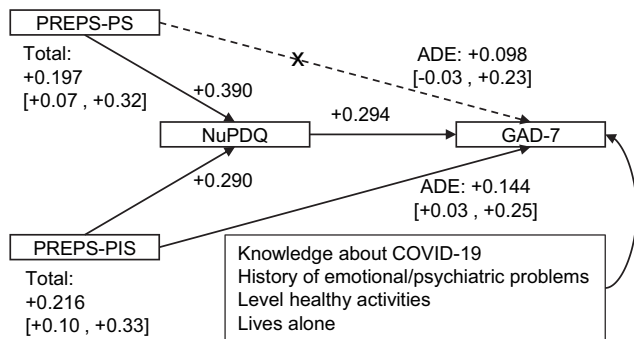 PREPS-PS
Total:
+0.197
[+0.07 , +0.32]
X
ADE: +0.098
[-0.03 , +0.23]
+0.390
+0.294
NuPDQ
GAD-7
+0.290
ADE: +0.144
[+0.03 , +0.25]
PREPS-PIS
Total:
+0.216
[+0.10 , +0.33]
Knowledge about COVID-19
History of emotional/psychiatric problems
Level healthy activities
Lives alone